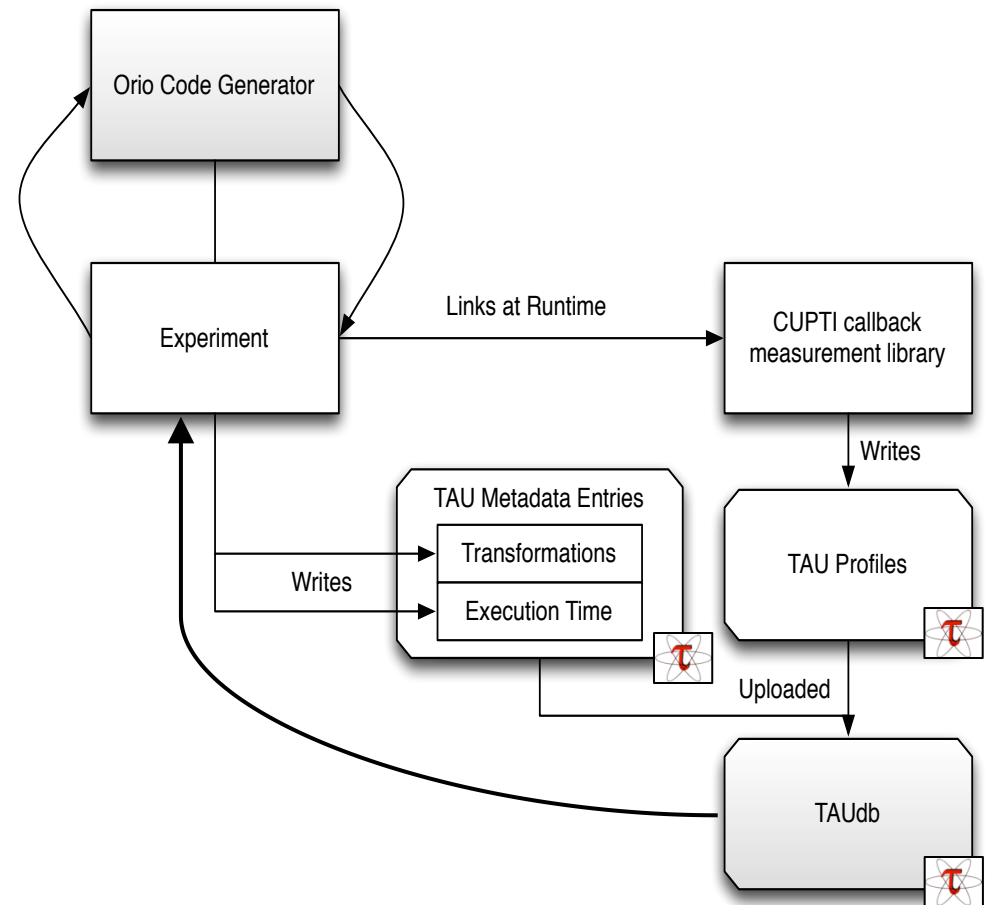 Orio Code Generator
Experiment
Links at Runtime
CUPTI callback
measurement library
Writes
TAU Metadata Entries
Transformations
Execution Time
Writes
TAU Profiles
τ
τ
Uploaded
TAUdb
τ